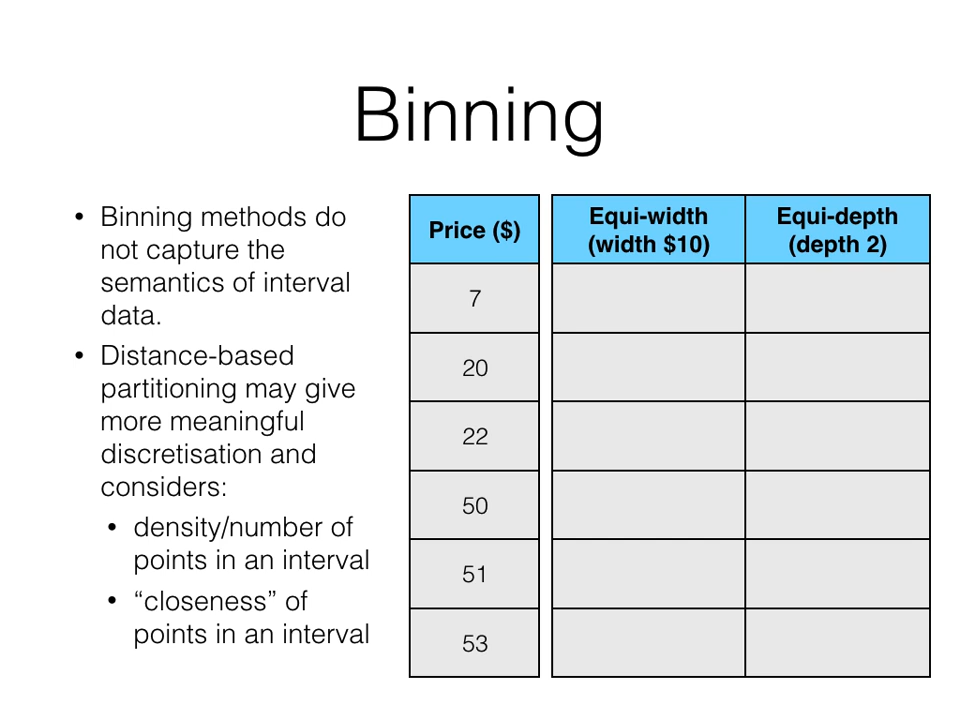 Binning
• Binning methods do
not capture the
semantics of interval
data.
• Distance-based
partitioning may give
more meaningful
discretisation and
considers:
• density/number of
points in an interval
• “closeness” of
points in an interval
Price ($)
Equi-width
(width $10)
Equi-depth
(depth 2)
7
20
22
50
51
53